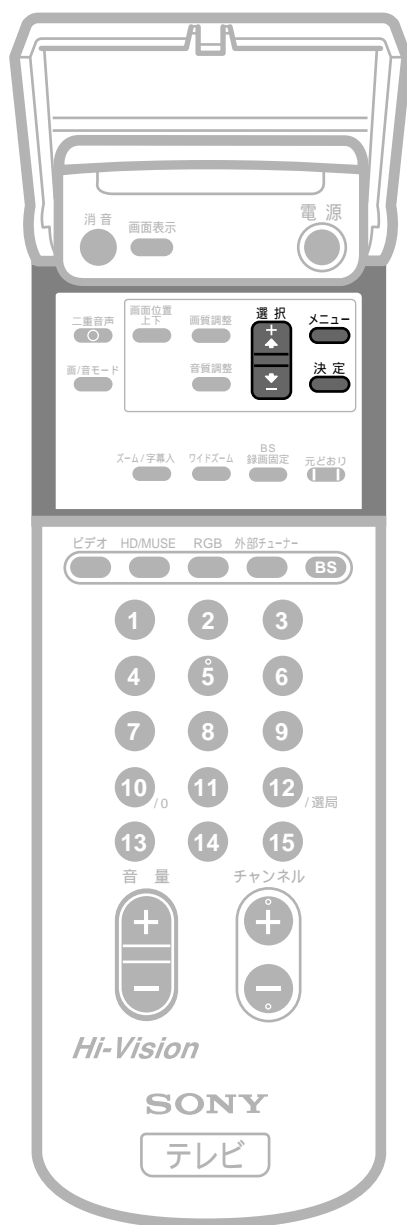 消音
画面表示
電源
二重音声
画面位置
上下
画質調整
選択
メニュー
画/音モード
音質調整
決定
ズーム/字幕入
ワイドズーム
BS
録画固定
元どおり
ビデオ HD/MUSE RGB 外部チューナー BS
1 2 3
4 5 6
7 8 9
10/0 11 12/選局
13 14 15
音量 チャンネル
+ +
− −
Hi-Vision
SONY
テレビ